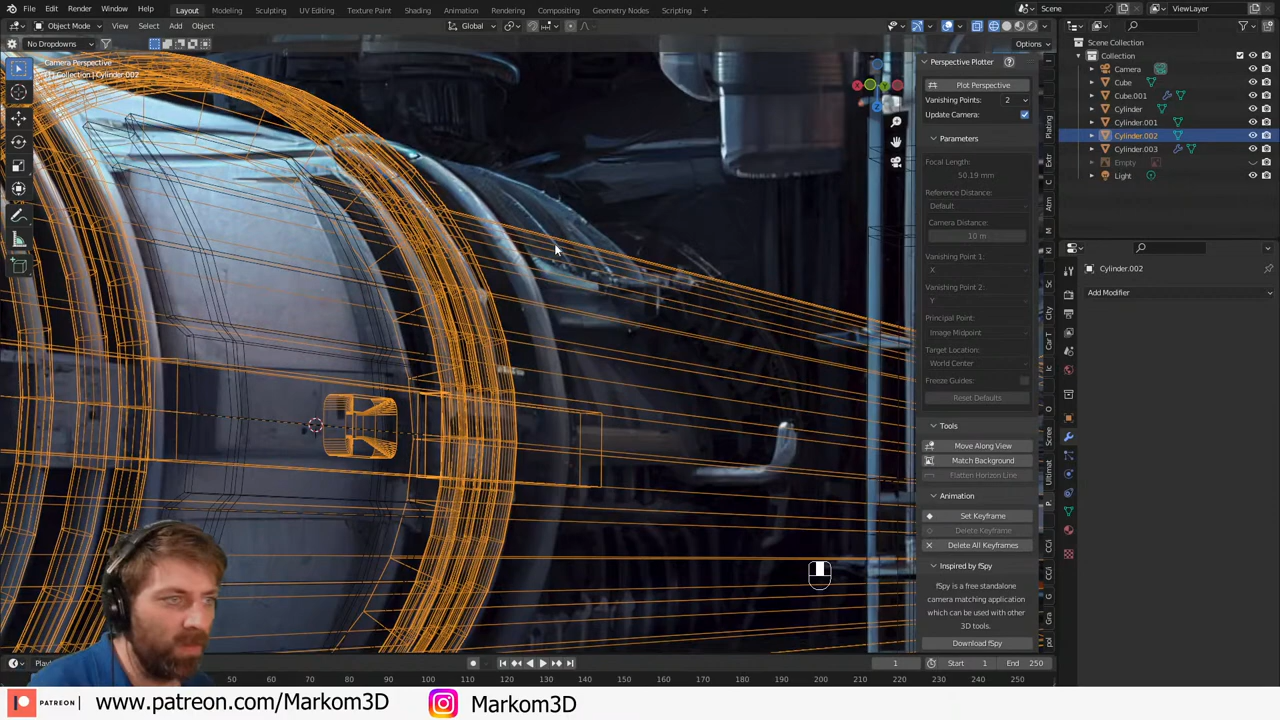 File Edit Render Window Help Layout Modeling Sculpting UV Editing Texture Paint Shading Animation Rendering Compositing Geometry Nodes Scripting + Scene ViewLayer
Object Mode View Select Add Object Global
No Dropdowns Options
Camera Perspective
(1) Collection | Cylinder.002
Perspective Plotter
Plot Perspective
Vanishing Points: 2
Update Camera:
Parameters
Focal Length:
50.19 mm
Reference Distance:
Default
Camera Distance:
10 m
Vanishing Point 1:
X
Vanishing Point 2:
Y
Principal Point:
Image Midpoint
Target Location:
World Center
Freeze Guides:
Reset Defaults
Tools
Move Along View
Match Background
Flatten Horizon Line
Animation
Set Keyframe
Delete Keyframe
Delete All Keyframes
Inspired by fSpy
fSpy is a free standalone
camera matching application
which can be used with other
3D tools.
Download fSpy
Scene Collection
Collection
Camera
Cube
Cube.001
Cylinder
Cylinder.001
Cylinder.002
Cylinder.003
Empty
Light
Cylinder.002
Add Modifier
1 Start 1 End 250
50 60 70 80 90 100 110 120 130 140 150 160 170 180 190 200 210 220 230 240 250
PATREON www.patreon.com/Markom3D Markom3D